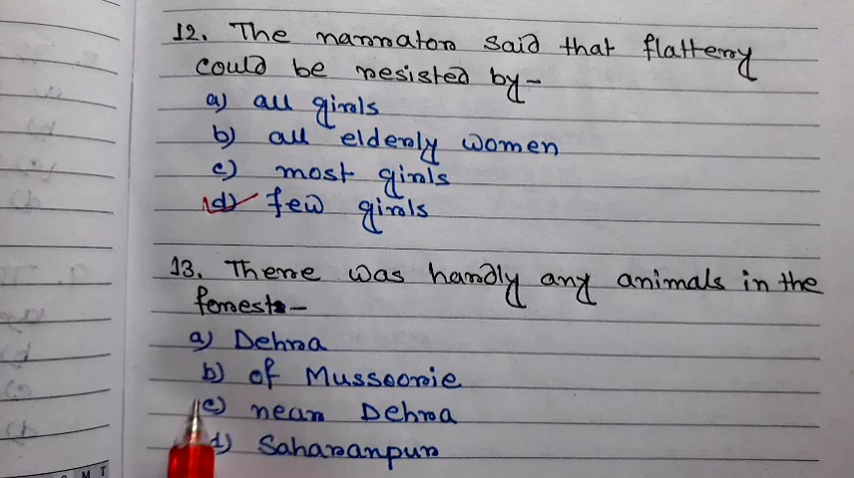 12. The narrator said that flattery
could be resisted by-
a) all girls
b) all elderly women
c) most girls
d) few girls
13. There was hardly any animals in the
forest:-
a) Dehra
b) of Mussoorie
c) near Dehra
d) Saharanpur
M T